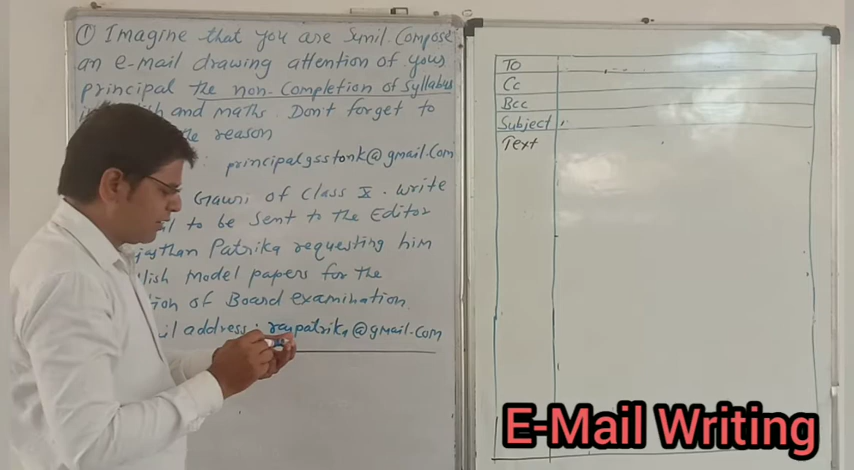 ① Imagine that you are Sunil. Compose
an e-mail drawing attention of your
principal the non-Completion of Syllabus
and maths. Don't forget to
the reason
: principalgsstonk@gmail.com
Gauri of Class X. write
to be sent to the Editor
Patrika requesting him
Model papers for the
of Board examination
address: rajpatrika@gmail.com
To
Cc
Bcc
Subject
Text
E-Mail Writing